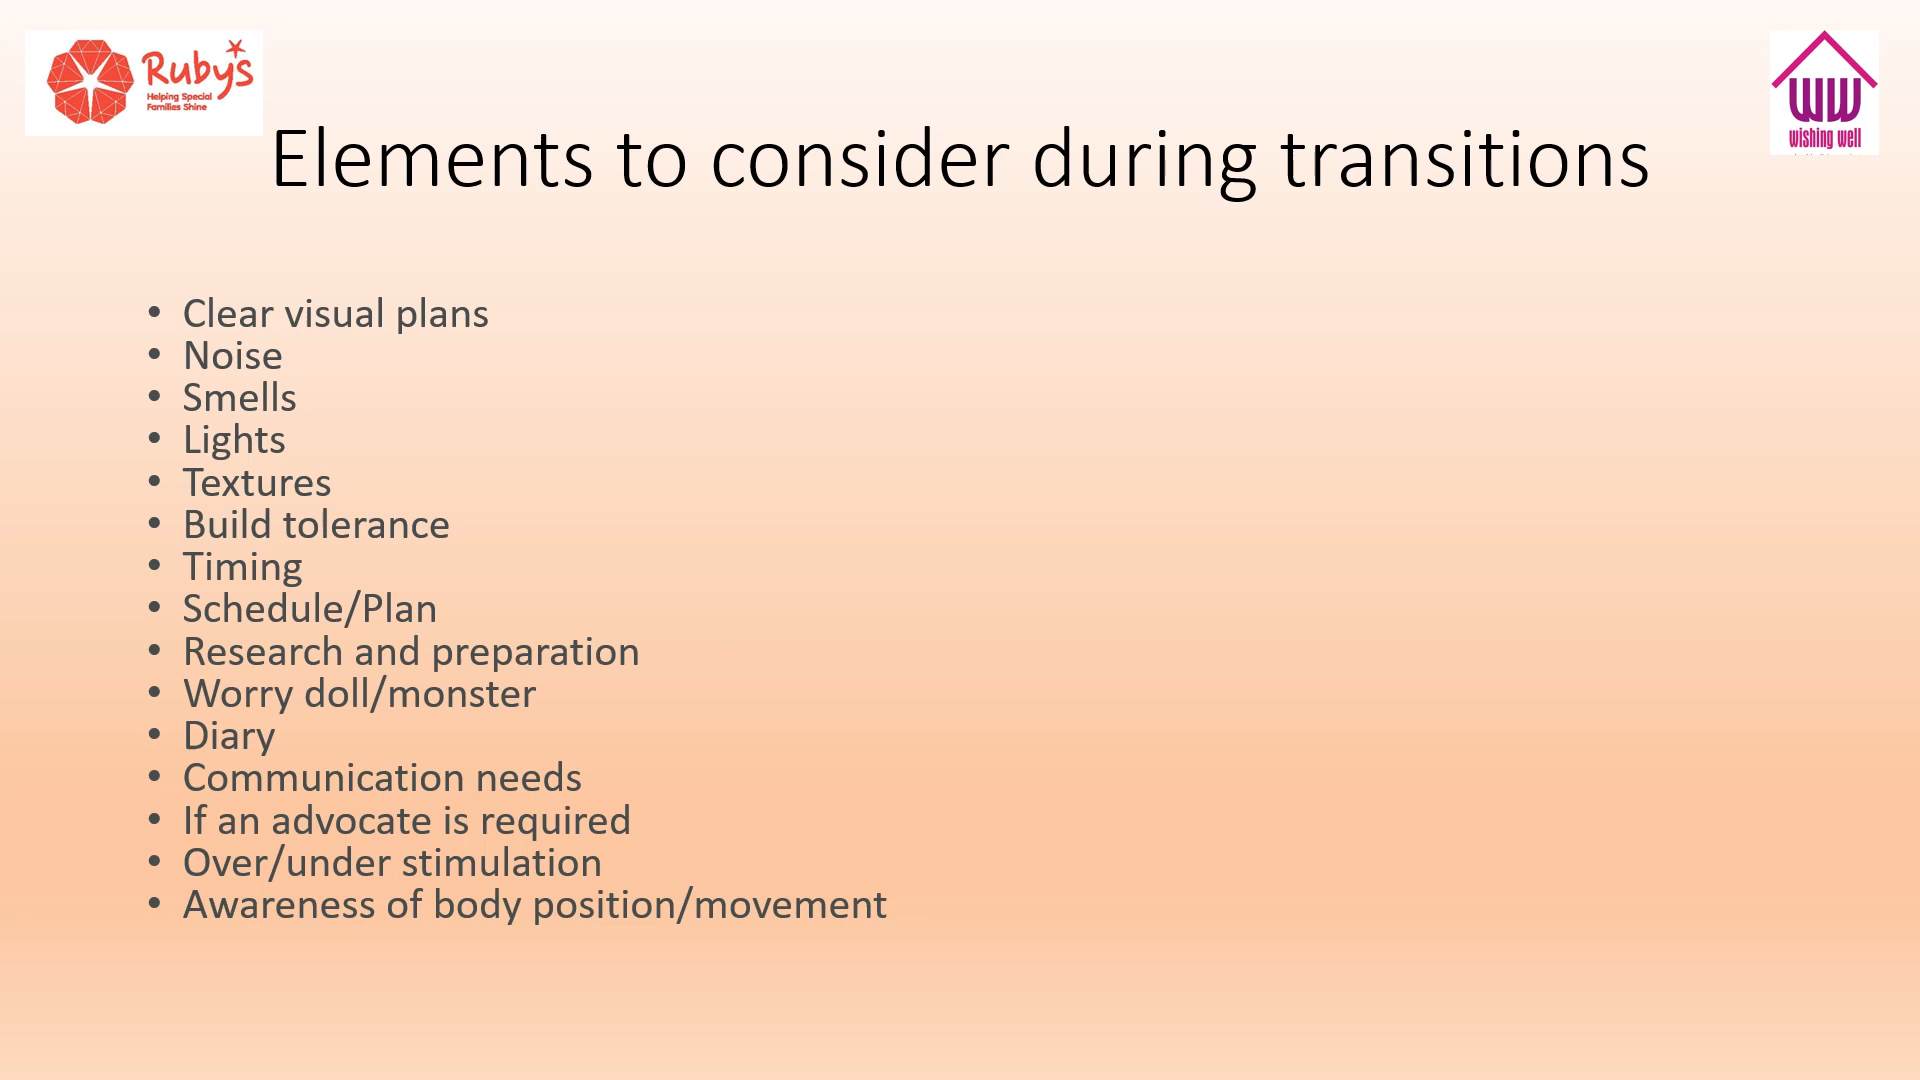 Ruby's
Helping Special
Families Shine
WW
wishing well
Elements to consider during transitions
• Clear visual plans
• Noise
• Smells
• Lights
• Textures
• Build tolerance
• Timing
• Schedule/Plan
• Research and preparation
• Worry doll/monster
• Diary
• Communication needs
• If an advocate is required
• Over/under stimulation
• Awareness of body position/movement